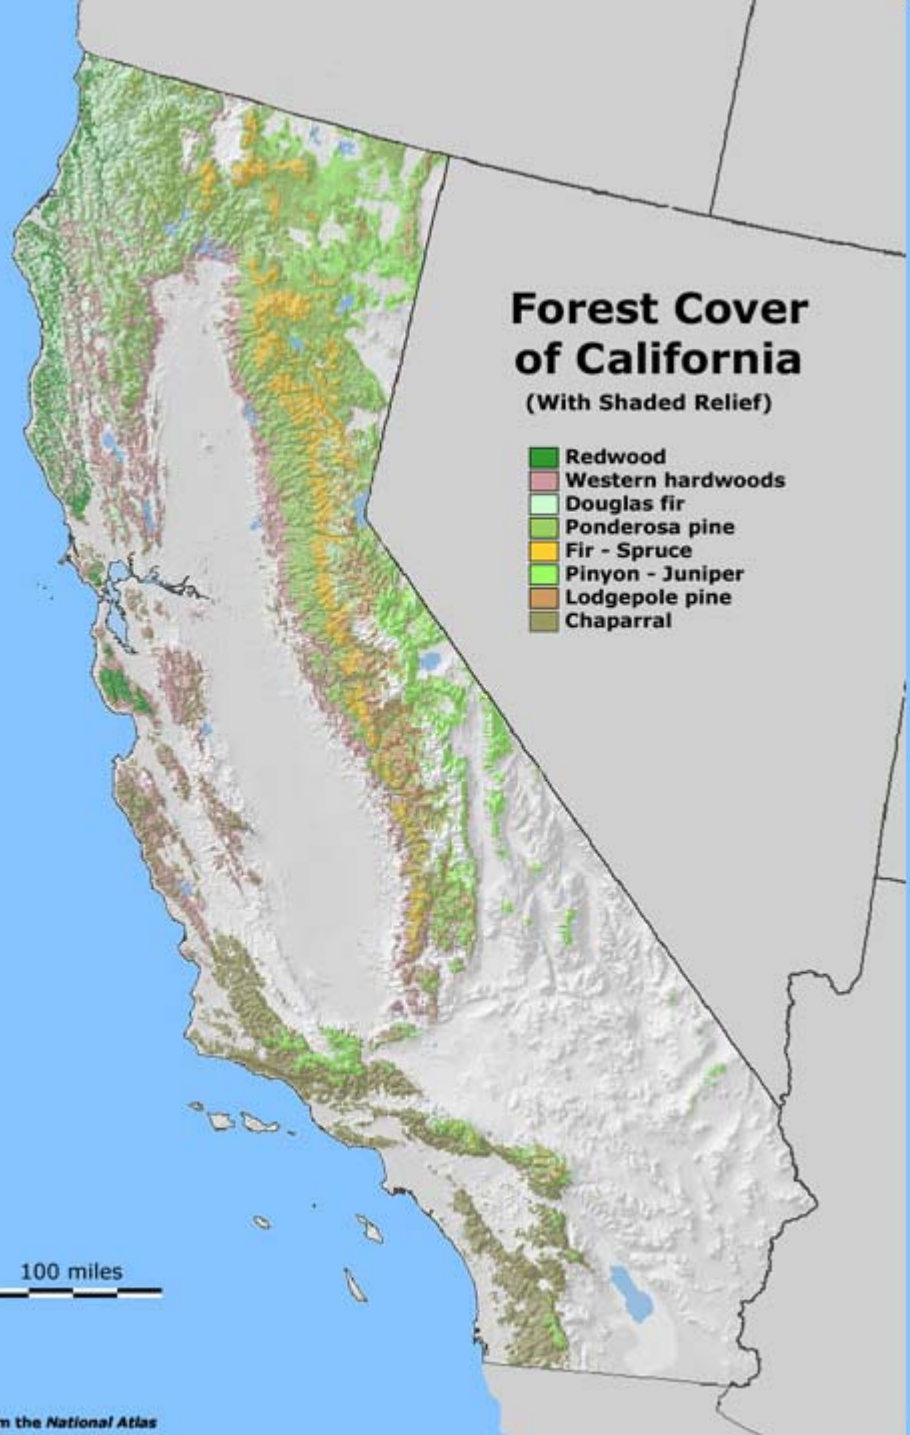 Forest Cover
of California
(With Shaded Relief)
Redwood
Western hardwoods
Douglas fir
Ponderosa pine
Fir - Spruce
Pinyon - Juniper
Lodgepole pine
Chaparral
100 miles
the National Atlas